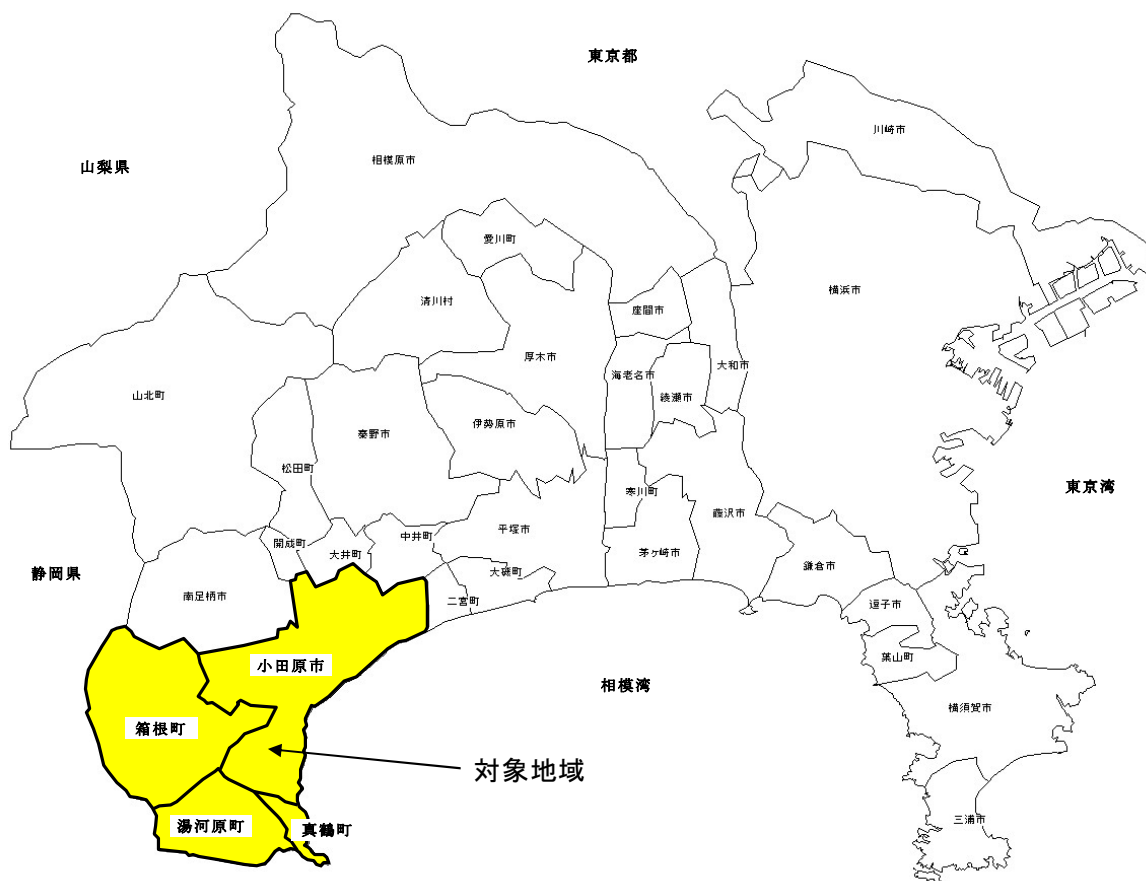 東京都
川崎市
山梨県
相模原市
愛川町
清川村
横浜市
座間市
厚木市
大和市
海老名市
山北町
綾瀬市
伊勢原市
秦野市
松田町
東京湾
寒川町
藤沢市
平塚市
中井町
開成町
大井町
茅ヶ崎市
鎌倉市
静岡県
大磯町
南足柄市
二宮町
逗子市
葉山町
小田原市
相模湾
横須賀市
箱根町
対象地域
三浦市
湯河原町
真鶴町